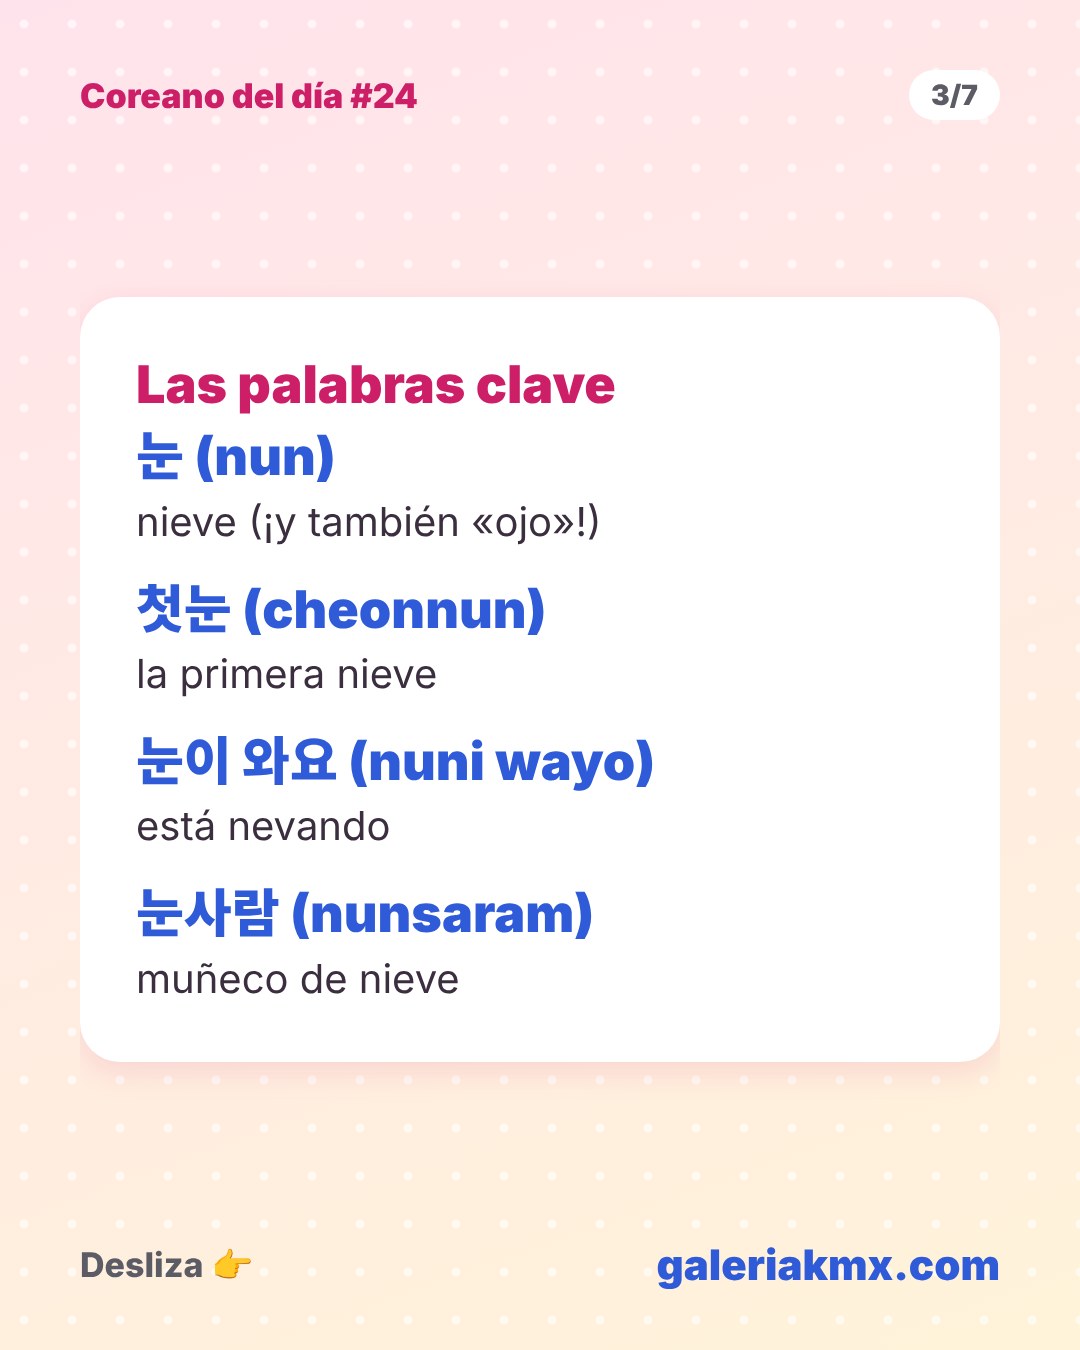 Coreano del día #24
3/7
Las palabras clave
눈 (nun)
nieve (¡y también «ojo»!)
첫눈 (cheonnun)
la primera nieve
눈이 와요 (nuni wayo)
está nevando
눈사람 (nunsaram)
muñeco de nieve
Desliza 👉
galeriakmx.com